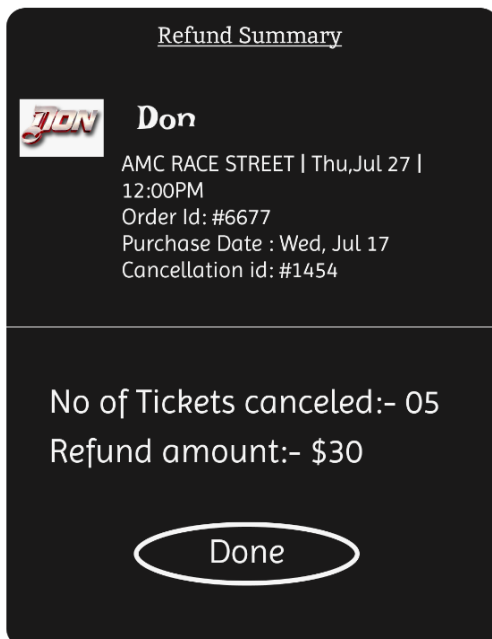 Refund Summary
DON
Don
AMC RACE STREET | Thu,Jul 27 |
12:00PM
Order Id: #6677
Purchase Date : Wed, Jul 17
Cancellation id: #1454
No of Tickets canceled:- 05
Refund amount:- $30
Done